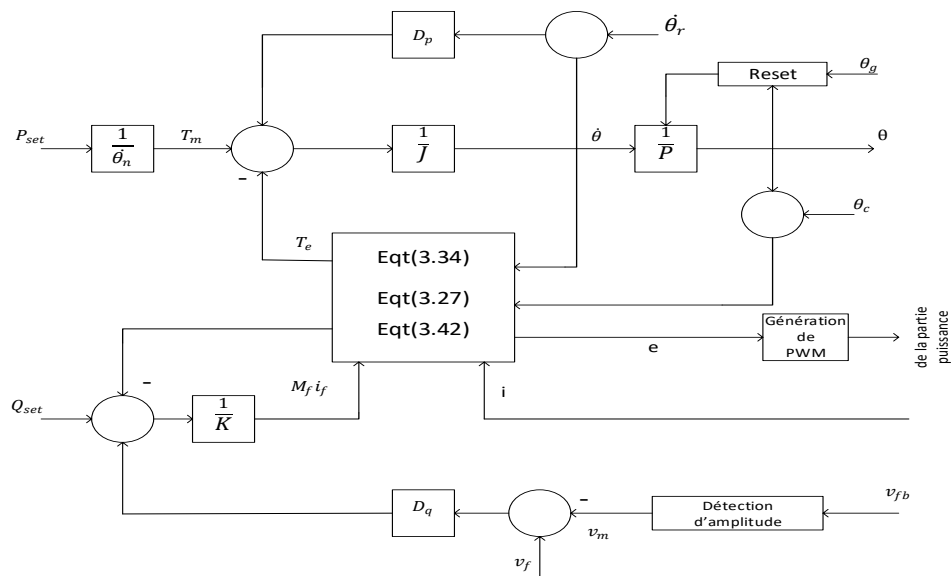 D_p
θ̇_r
Reset
θ_g
P_set
1/θ̇_n
T_m
1/J
θ̇
1/P
θ
-
θ_c
T_e
Eqt(3.34)
Eqt(3.27)
Eqt(3.42)
e
Génération
de
PWM
de la partie
puissance
-
M_f i_f
i
Q_set
1/K
D_q
-
v_m
Détection
d'amplitude
v_fb
v_f